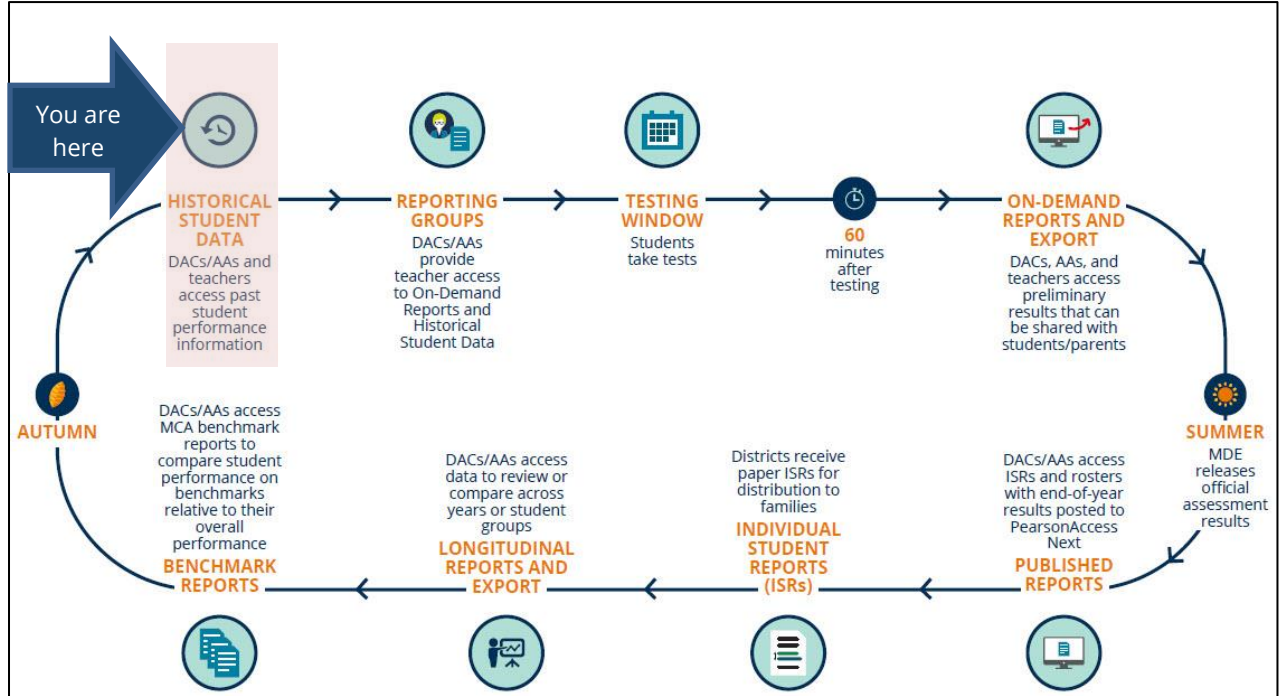 You are
here
HISTORICAL
STUDENT
DATA
DACs/AAs and
teachers
access past
student
performance
information
REPORTING
GROUPS
DACs/AAs
provide
teacher access
to On-Demand
Reports and
Historical
Student Data
TESTING
WINDOW
Students
take tests
60
minutes
after
testing
ON-DEMAND
REPORTS AND
EXPORT
DACs, AAs, and
teachers access
preliminary
results that can
be shared with
students/parents
SUMMER
MDE
releases
official
assessment
results
DACs/AAs access
ISRs and rosters
with end-of-year
results posted to
PearsonAccess
Next
PUBLISHED
REPORTS
Districts receive
paper ISRs for
distribution to
families
INDIVIDUAL
STUDENT
REPORTS
(ISRs)
DACs/AAs access
data to review or
compare across
years or student
groups
LONGITUDINAL
REPORTS AND
EXPORT
DACs/AAs access
MCA benchmark
reports to
compare student
performance on
benchmarks
relative to their
overall
performance
BENCHMARK
REPORTS
AUTUMN